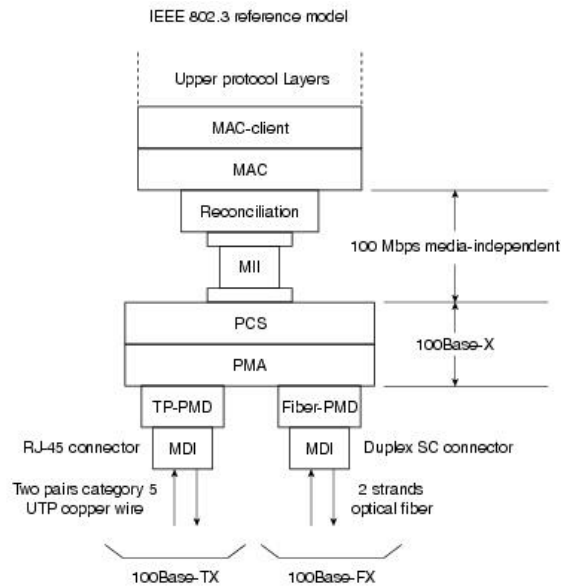 IEEE 802.3 reference model
Upper protocol Layers
MAC-client
MAC
Reconciliation
MII
100 Mbps media-independent
PCS
PMA
100Base-X
TP-PMD
Fiber-PMD
RJ-45 connector
MDI
MDI
Duplex SC connector
Two pairs category 5
UTP copper wire
2 strands
optical fiber
100Base-TX
100Base-FX